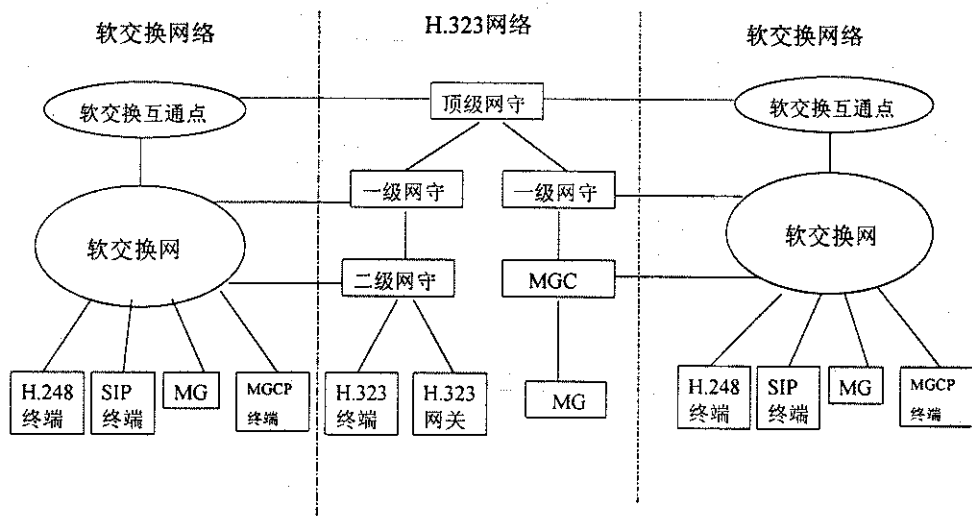 软交换网络
H.323网络
软交换网络
软交换互通点
顶级网守
软交换互通点
一级网守
一级网守
软交换网
软交换网
二级网守
MGC
H.248
终端
SIP
终端
MG
MGCP
终端
H.323
终端
H.323
网关
MG
H.248
终端
SIP
终端
MG
MGCP
终端